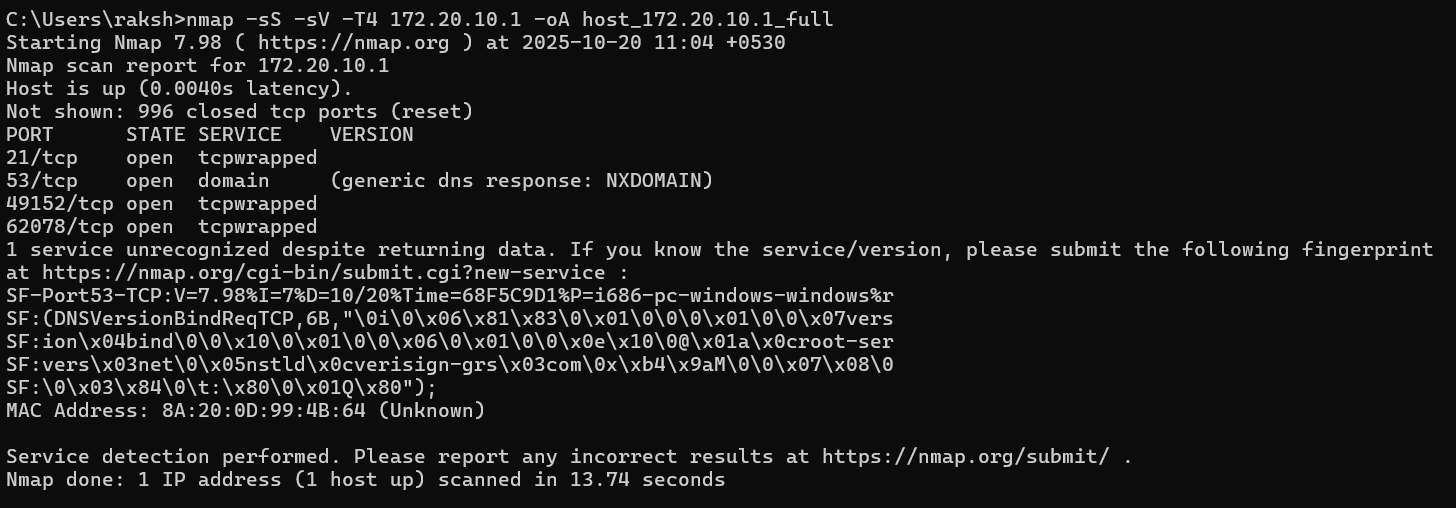 C:\Users\raksh>nmap -sS -sV -T4 172.20.10.1 -oA host_172.20.10.1_full
Starting Nmap 7.98 ( https://nmap.org ) at 2025-10-20 11:04 +0530
Nmap scan report for 172.20.10.1
Host is up (0.0040s latency).
Not shown: 996 closed tcp ports (reset)
PORT      STATE SERVICE    VERSION
21/tcp    open  tcpwrapped
53/tcp    open  domain     (generic dns response: NXDOMAIN)
49152/tcp open  tcpwrapped
62078/tcp open  tcpwrapped
1 service unrecognized despite returning data. If you know the service/version, please submit the following fingerprint
at https://nmap.org/cgi-bin/submit.cgi?new-service :
SF-Port53-TCP:V=7.98%I=7%D=10/20%Time=68F5C9D1%P=i686-pc-windows-windows%r
SF:(DNSVersionBindReqTCP,6B,"\0i\0\x06\x81\x83\0\x01\0\0\0\x01\0\0\x07vers
SF:ion\x04bind\0\0\x10\0\x01\0\0\x06\0\x01\0\0\x0e\x10\0@\x01a\x0croot-ser
SF:vers\x03net\0\x05nstld\x0cverisign-grs\x03com\0x\xb4\x9aM\0\0\x07\x08\0
SF:\0\x03\x84\0\t:\x80\0\x01Q\x80");
MAC Address: 8A:20:0D:99:4B:64 (Unknown)
Service detection performed. Please report any incorrect results at https://nmap.org/submit/ .
Nmap done: 1 IP address (1 host up) scanned in 13.74 seconds